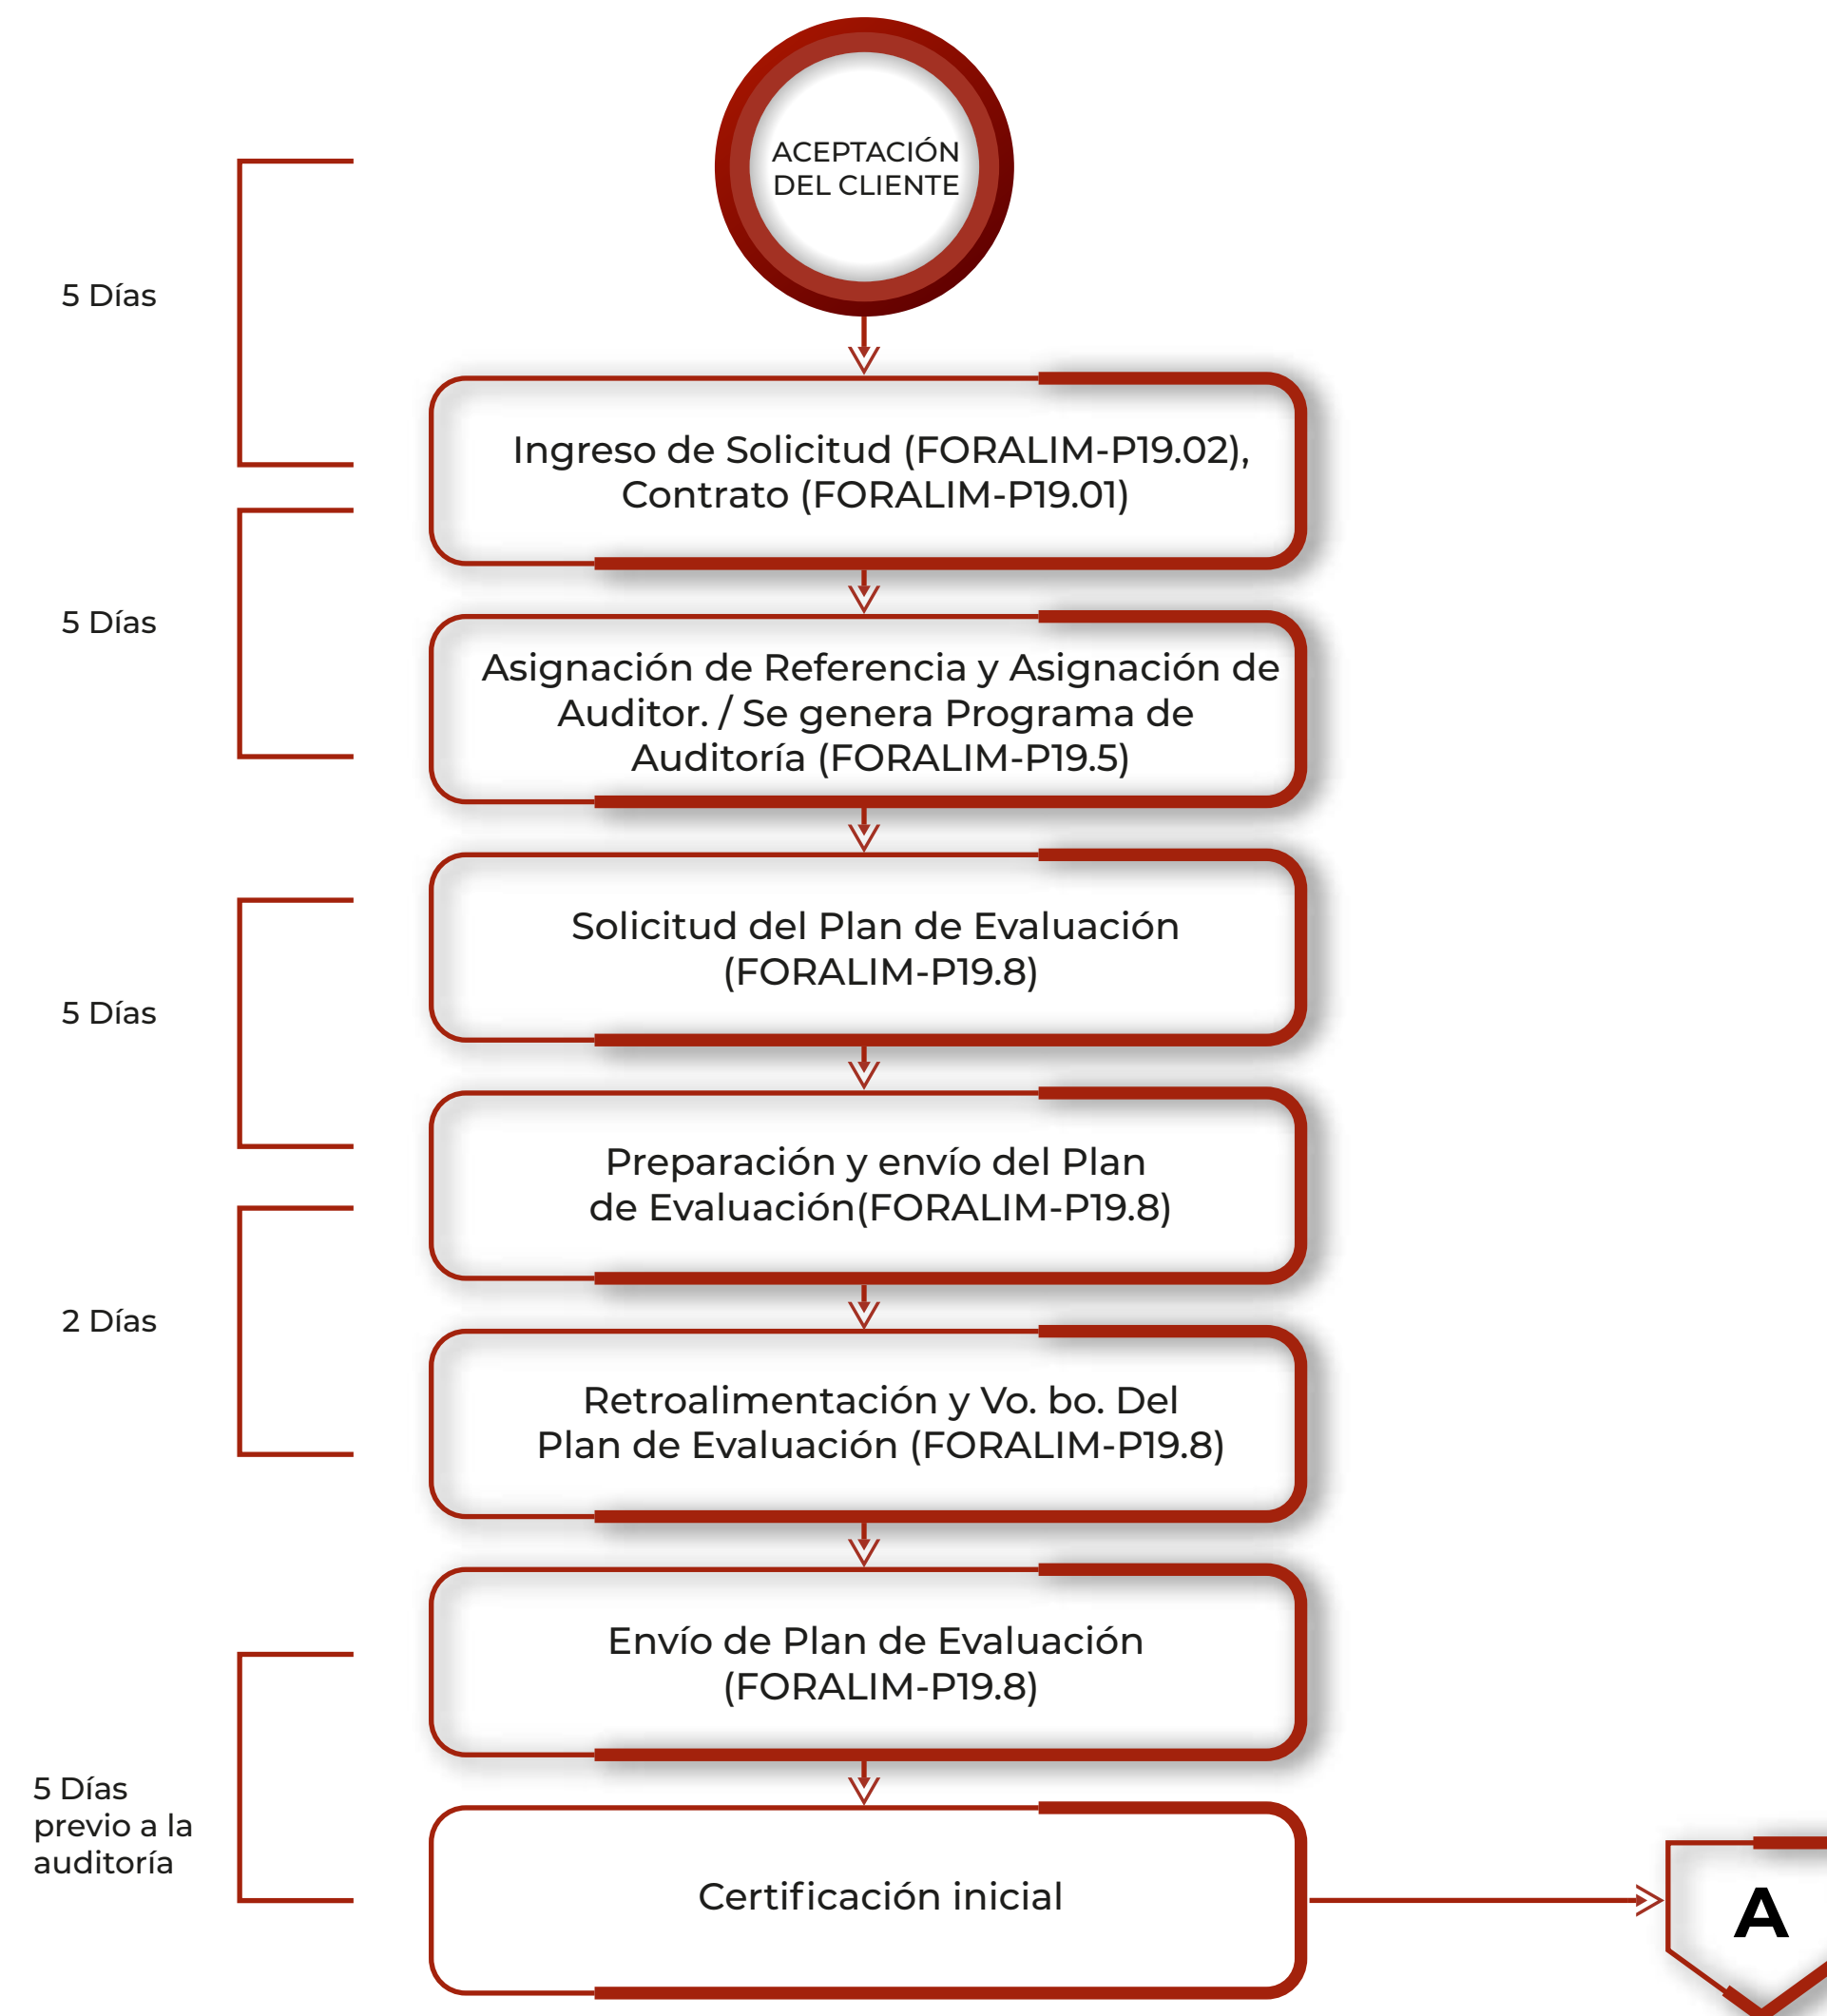 ACEPTACIÓN
DEL CLIENTE
5 Días
Ingreso de Solicitud (FORALIM-P19.02),
Contrato (FORALIM-P19.01)
5 Días
Asignación de Referencia y Asignación de
Auditor. / Se genera Programa de
Auditoría (FORALIM-P19.5)
Solicitud del Plan de Evaluación
(FORALIM-P19.8)
5 Días
Preparación y envío del Plan
de Evaluación(FORALIM-P19.8)
2 Días
Retroalimentación y Vo. bo. Del
Plan de Evaluación (FORALIM-P19.8)
Envío de Plan de Evaluación
(FORALIM-P19.8)
5 Días
previo a la
auditoría
Certificación inicial
A